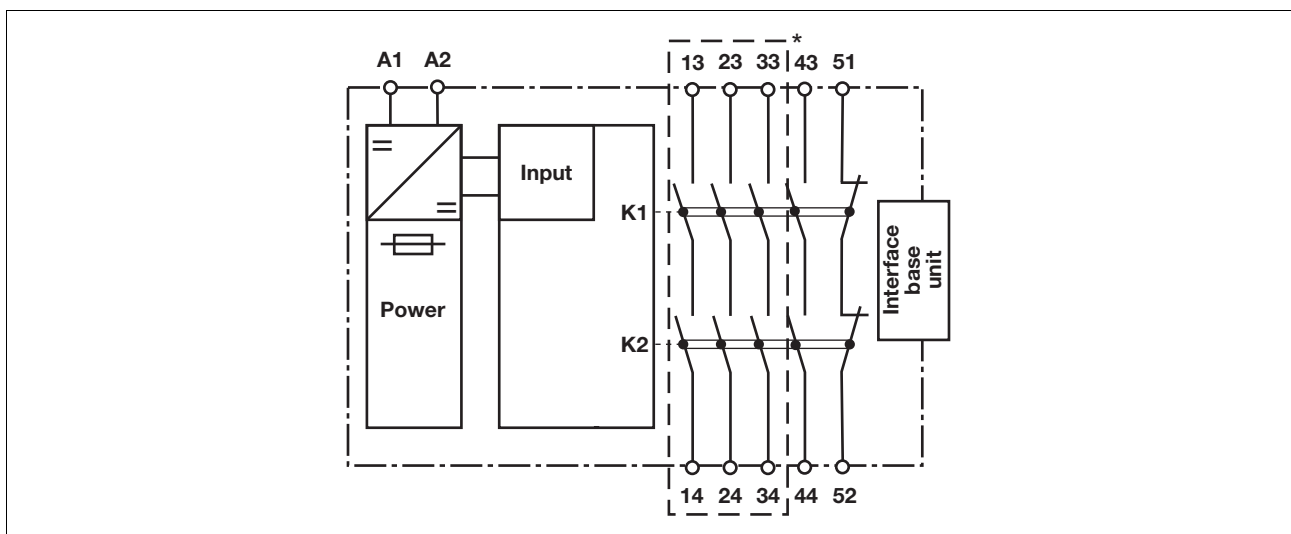 *
A1 A2 13 23 33 43 51
Input
K1
Interface
base
unit
Power
K2
14 24 34 44 52